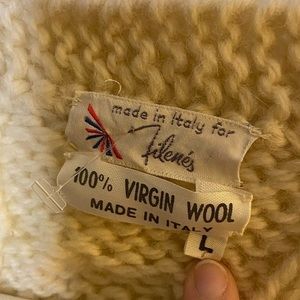 made in Italy for
Filene's
100% VIRGIN WOOL
MADE IN ITALY
L